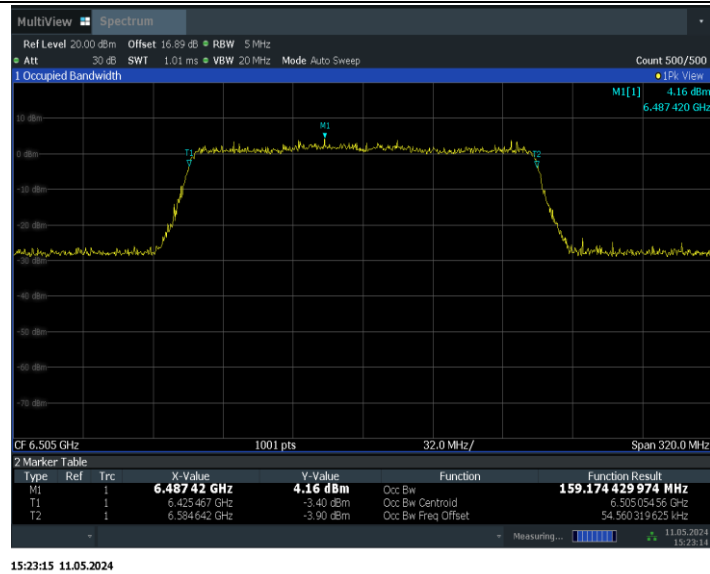 MultiView Spectrum
Ref Level 20.00 dBm Offset 16.89 dB RBW 5 MHz
Att 30 dB SWT 1.01 ms VBW 20 MHz Mode Auto Sweep Count 500/500
1 Occupied Bandwidth 1Pk View
M1[1] 4.16 dBm
6.487 420 GHz
10 dBm
M1
0 dBm
T1
T2
-10 dBm
-20 dBm
-30 dBm
-40 dBm
-50 dBm
-60 dBm
-70 dBm
CF 6.505 GHz 1001 pts 32.0 MHz/ Span 320.0 MHz
2 Marker Table
Type Ref Trc X-Value Y-Value Function Function Result
M1 1 6.487 42 GHz 4.16 dBm Occ Bw 159.174 429 974 MHz
T1 1 6.425 467 GHz -3.40 dBm Occ Bw Centroid 6.505 054 56 GHz
T2 1 6.584 642 GHz -3.90 dBm Occ Bw Freq Offset 54.560 319 625 kHz
Measuring... 11.05.2024
15:23:14
15:23:15 11.05.2024